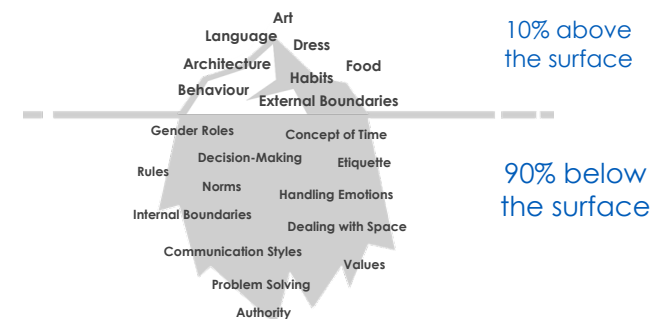 Art
Language
Dress
Architecture
Food
Habits
Behaviour
External Boundaries
10% above
the surface
Gender Roles
Concept of Time
Decision-Making
Etiquette
Rules
Norms
Handling Emotions
Internal Boundaries
Dealing with Space
Communication Styles
Values
Problem Solving
Authority
90% below
the surface